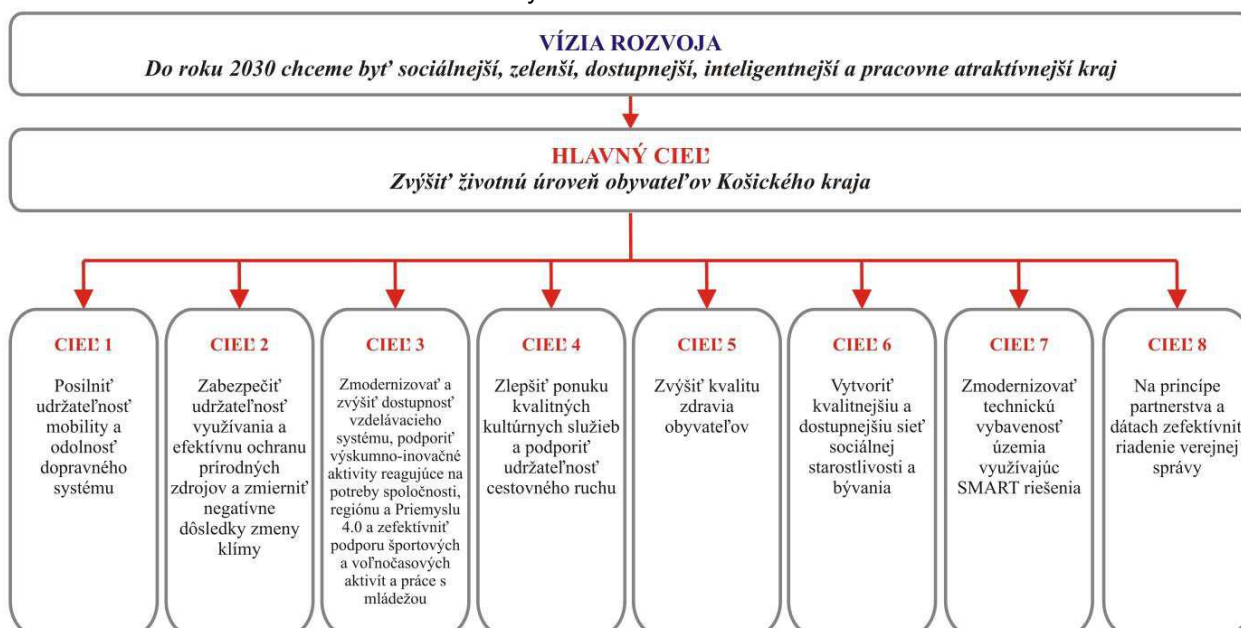 VÍZIA ROZVOJA
Do roku 2030 chceme byť sociálnejší, zelenší, dostupnejší, inteligentnejší a pracovne atraktívnejší kraj
HLAVNÝ CIEĽ
Zvýšiť životnú úroveň obyvateľov Košického kraja
CIEĽ 1
Posilniť
udržateľnosť
mobility a
odolnosť
dopravného
systému
CIEĽ 2
Zabezpečiť
udržateľnosť
využívania a
efektívnu ochranu
prírodných
zdrojov a zmierniť
negatívne
dôsledky zmeny
klímy
CIEĽ 3
Zmodernizovať a
zvýšiť dostupnosť
vzdelávacieho
systému, podporiť
výskumno-inovačné
aktivity reagujúce na
potreby spoločnosti,
regiónu a Priemyslu
4.0 a zefektívniť
podporu športových
a voľnočasových
aktivít a práce s
mládežou
CIEĽ 4
Zlepšiť ponuku
kvalitných
kultúrnych služieb
a podporiť
udržateľnosť
cestovného ruchu
CIEĽ 5
Zvýšiť kvalitu
zdravia
obyvateľov
CIEĽ 6
Vytvoriť
kvalitnejšiu a
dostupnejšiu sieť
sociálnej
starostlivosti a
bývania
CIEĽ 7
Zmodernizovať
technickú
vybavenosť
územia
využívajúc
SMART riešenia
CIEĽ 8
Na princípe
partnerstva a
dátach zefektívniť
riadenie verejnej
správy